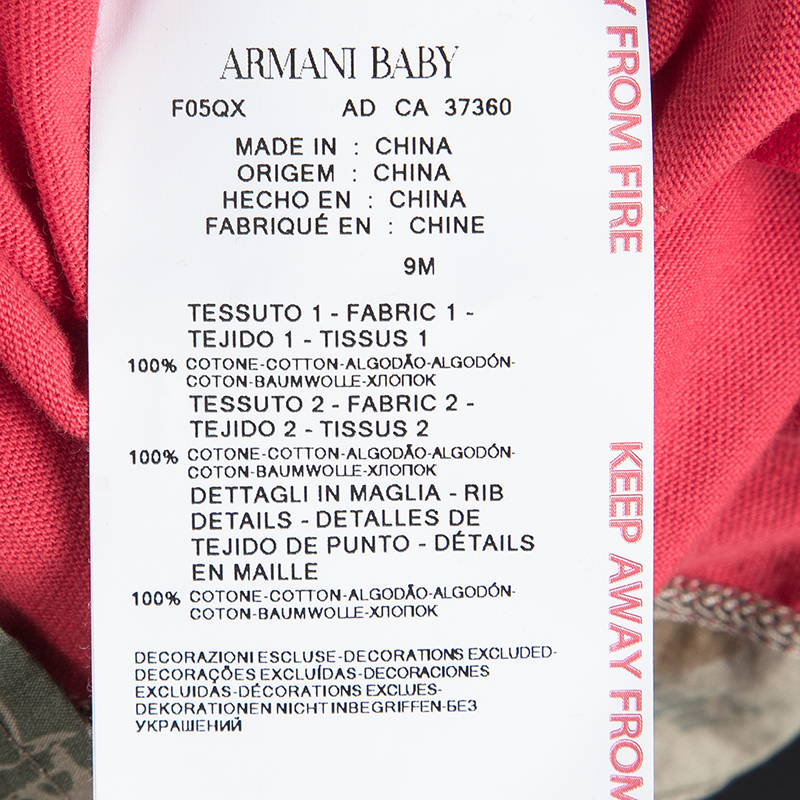 ARMANI BABY
F05QX AD CA 37360
MADE IN : CHINA
ORIGEM : CHINA
HECHO EN : CHINA
FABRIQUÉ EN : CHINE
9M
TESSUTO 1 - FABRIC 1 -
TEJIDO 1 - TISSUS 1
100% COTONE-COTTON-ALGODÃO-ALGODÓN-
COTON-BAUMWOLLE-ХЛОПОК
TESSUTO 2 - FABRIC 2 -
TEJIDO 2 - TISSUS 2
100% COTONE-COTTON-ALGODÃO-ALGODÓN-
COTON-BAUMWOLLE-ХЛОПОК
DETTAGLI IN MAGLIA - RIB
DETAILS - DETALLES DE
TEJIDO DE PUNTO - DÉTAILS
EN MAILLE
100% COTONE-COTTON-ALGODÃO-ALGODÓN-
COTON-BAUMWOLLE-ХЛОПОК
DECORAZIONI ESCLUSE-DECORATIONS EXCLUDED-
DECORAÇÕES EXCLUÍDAS-DECORACIONES
EXCLUIDAS-DÉCORATIONS EXCLUES-
DEKORATIONEN NICHT INBEGRIFFEN-БЕЗ
УКРАШЕНИЙ
Y FROM FIRE
KEEP AWAY FROM